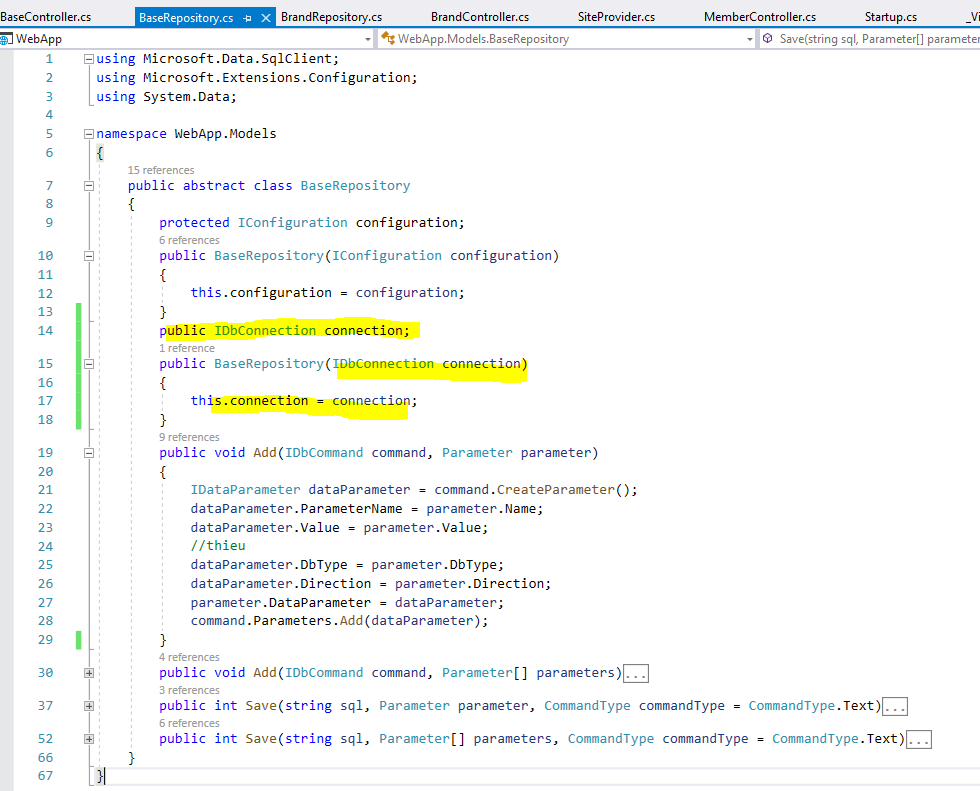 BaseController.cs BaseRepository.cs BrandRepository.cs BrandController.cs SiteProvider.cs MemberController.cs Startup.cs _Vi
WebApp WebApp.Models.BaseRepository Save(string sql, Parameter[] parameter
1 using Microsoft.Data.SqlClient;
2 using Microsoft.Extensions.Configuration;
3 using System.Data;
4
5 namespace WebApp.Models
6 {
15 references
7 public abstract class BaseRepository
8 {
9 protected IConfiguration configuration;
6 references
10 public BaseRepository(IConfiguration configuration)
11 {
12 this.configuration = configuration;
13 }
14 public IDbConnection connection;
1 reference
15 public BaseRepository(IDbConnection connection)
16 {
17 this.connection = connection;
18 }
9 references
19 public void Add(IDbCommand command, Parameter parameter)
20 {
21 IDataParameter dataParameter = command.CreateParameter();
22 dataParameter.ParameterName = parameter.Name;
23 dataParameter.Value = parameter.Value;
24 //thieu
25 dataParameter.DbType = parameter.DbType;
26 dataParameter.Direction = parameter.Direction;
27 parameter.DataParameter = dataParameter;
28 command.Parameters.Add(dataParameter);
29 }
4 references
30 public void Add(IDbCommand command, Parameter[] parameters)...
3 references
37 public int Save(string sql, Parameter parameter, CommandType commandType = CommandType.Text)...
6 references
52 public int Save(string sql, Parameter[] parameters, CommandType commandType = CommandType.Text)...
66 }
67 }